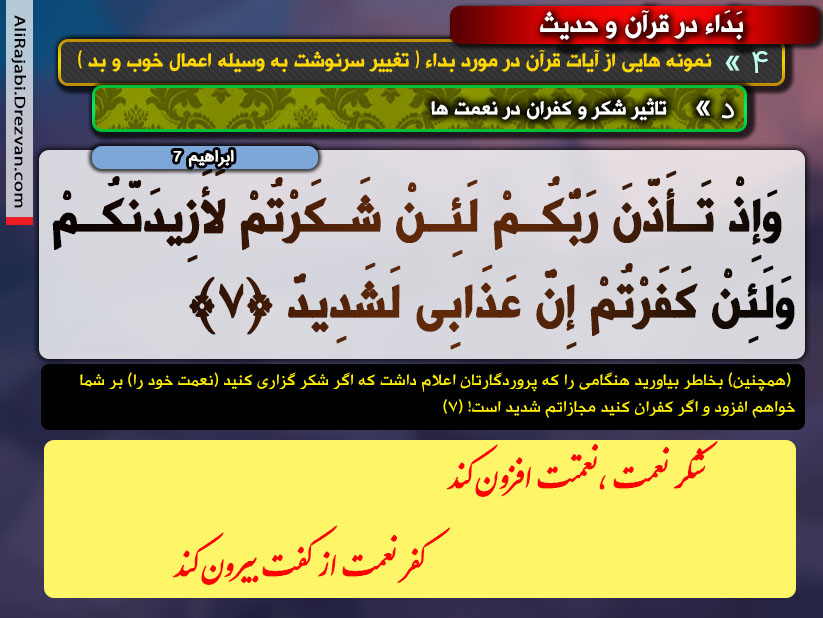 بَدَاء در قرآن و حدیث
۴ » نمونه هایی از آیات قرآن در مورد بداء ( تغییر سرنوشت به وسیله اعمال خوب و بد )
د » تاثیر شکر و کفران در نعمت ها
ابراهیم 7
وَإِذْ تَأَذَّنَ رَبُّكُمْ لَئِنْ شَكَرْتُمْ لَأَزِيدَنَّكُمْ
وَلَئِنْ كَفَرْتُمْ إِنَّ عَذَابِى لَشَدِيدٌ ﴿۷﴾
(همچنین) بخاطر بیاورید هنگامی را که پروردگارتان اعلام داشت که اگر شکر گزاری کنید (نعمت خود را) بر شما
خواهم افزود و اگر کفران کنید مجازاتم شدید است! (۷)
شکر نعمت ، نعمتت افزون کند
کفر نعمت از کفت بیرون کند
AliRajabi.Drezvan.com